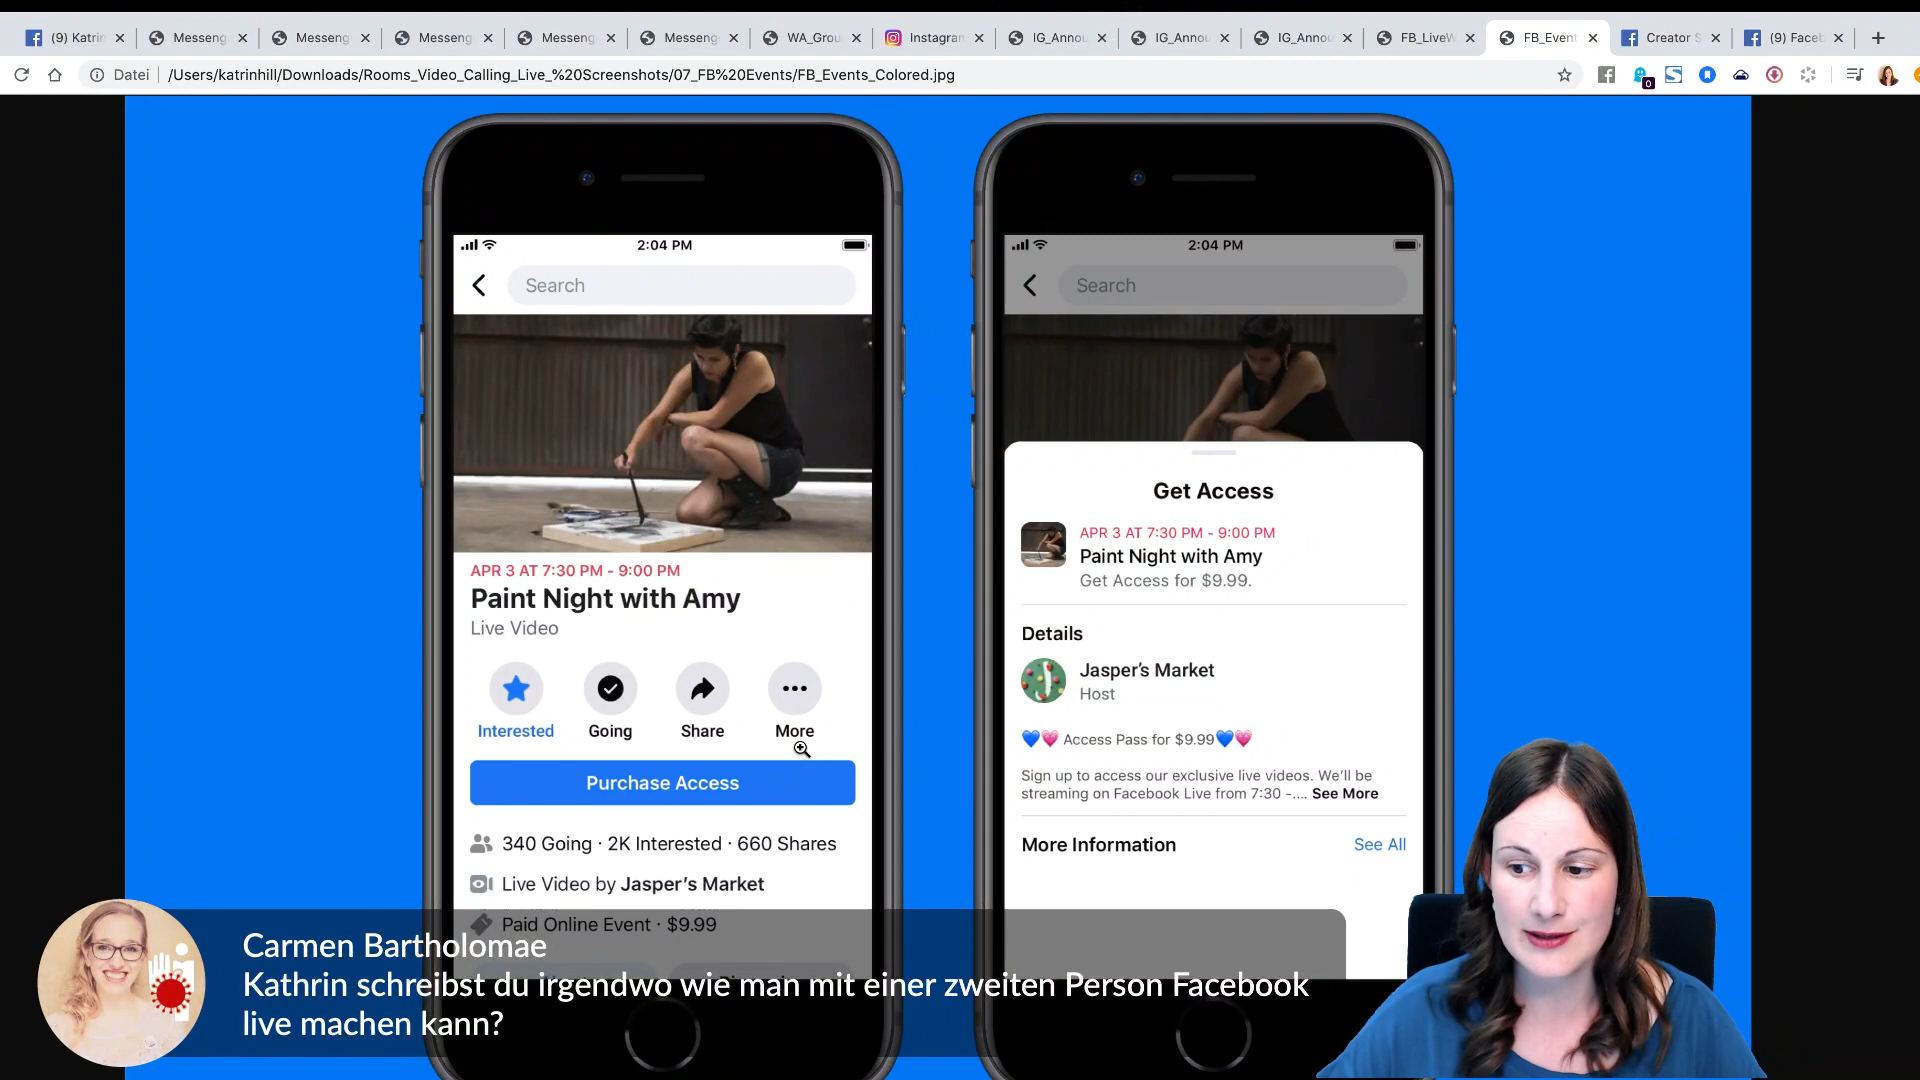 (9) Katrin
Messeng
Messeng
Messeng
Messeng
Messeng
WA_Grou
Instagran
IG_Annou
IG_Annou
IG_Annou
FB_LiveW
FB_Event
Creator S
(9) Faceb
Datei
/Users/katrinhill/Downloads/Rooms_Video_Calling_Live_%20Screenshots/07_FB%20Events/FB_Events_Colored.jpg
0
2:04 PM
Search
APR 3 AT 7:30 PM - 9:00 PM
Paint Night with Amy
Live Video
Interested
Going
Share
More
Purchase Access
340 Going · 2K Interested · 660 Shares
Live Video by Jasper's Market
Paid Online Event · $9.99
2:04 PM
Search
Get Access
APR 3 AT 7:30 PM - 9:00 PM
Paint Night with Amy
Get Access for $9.99.
Details
Jasper's Market
Host
💙💗 Access Pass for $9.99💙💗
Sign up to access our exclusive live videos. We'll be
streaming on Facebook Live from 7:30 -.... See More
More Information
See All
Carmen Bartholomae
Kathrin schreibst du irgendwo wie man mit einer zweiten Person Facebook
live machen kann?